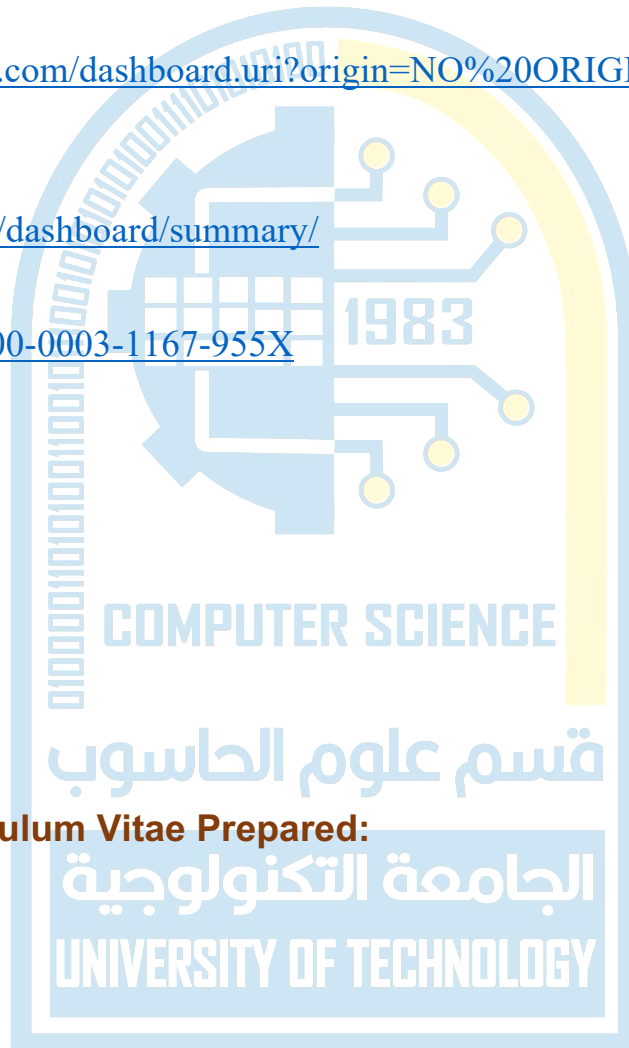 .com/dashboard.uri?origin=NO%20ORIGI
/dashboard/summary/
1983
00-0003-1167-955X
COMPUTER SCIENCE
قسم علوم الحاسوب
ulum Vitae Prepared:
الجامعة التكنولوجية
UNIVERSITY OF TECHNOLOGY